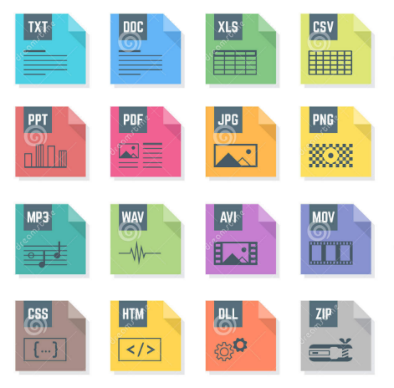 TXT
DOC
XLS
CSV
PPT
PDF
JPG
PNG
MP3
WAV
AVI
MOV
CSS
{...}
HTM
</>
DLL
ZIP